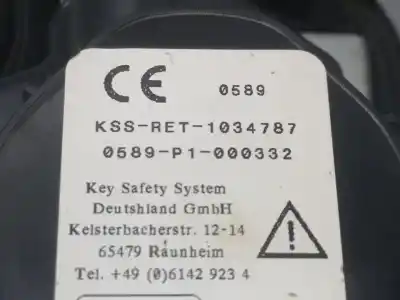 CE 0589
KSS-RET-1034787
0589-P1-000332
Key Safety System
Deutshland GmbH
Kelsterbacherstr. 12-14
65479 Raunheim
Tel. +49 (0)6142 923 4
!